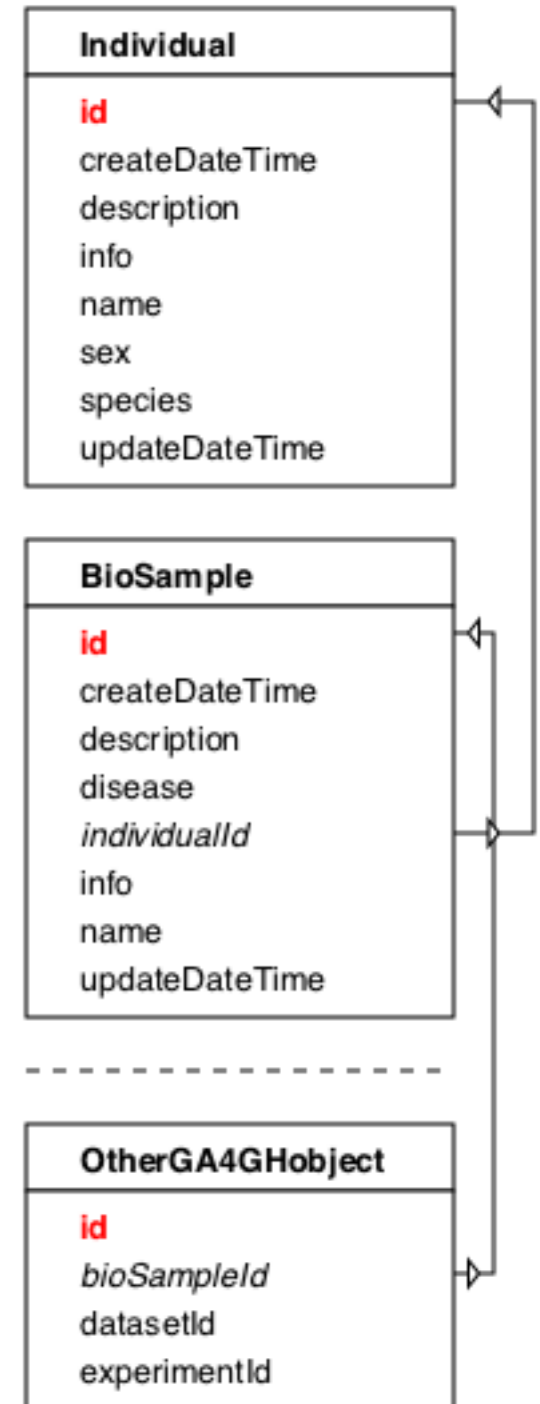 Individual
id
createDateTime
description
info
name
sex
species
updateDateTime
BioSample
id
createDateTime
description
disease
individualId
info
name
updateDateTime
OtherGA4GHobject
id
bioSampleId
datasetId
experimentId